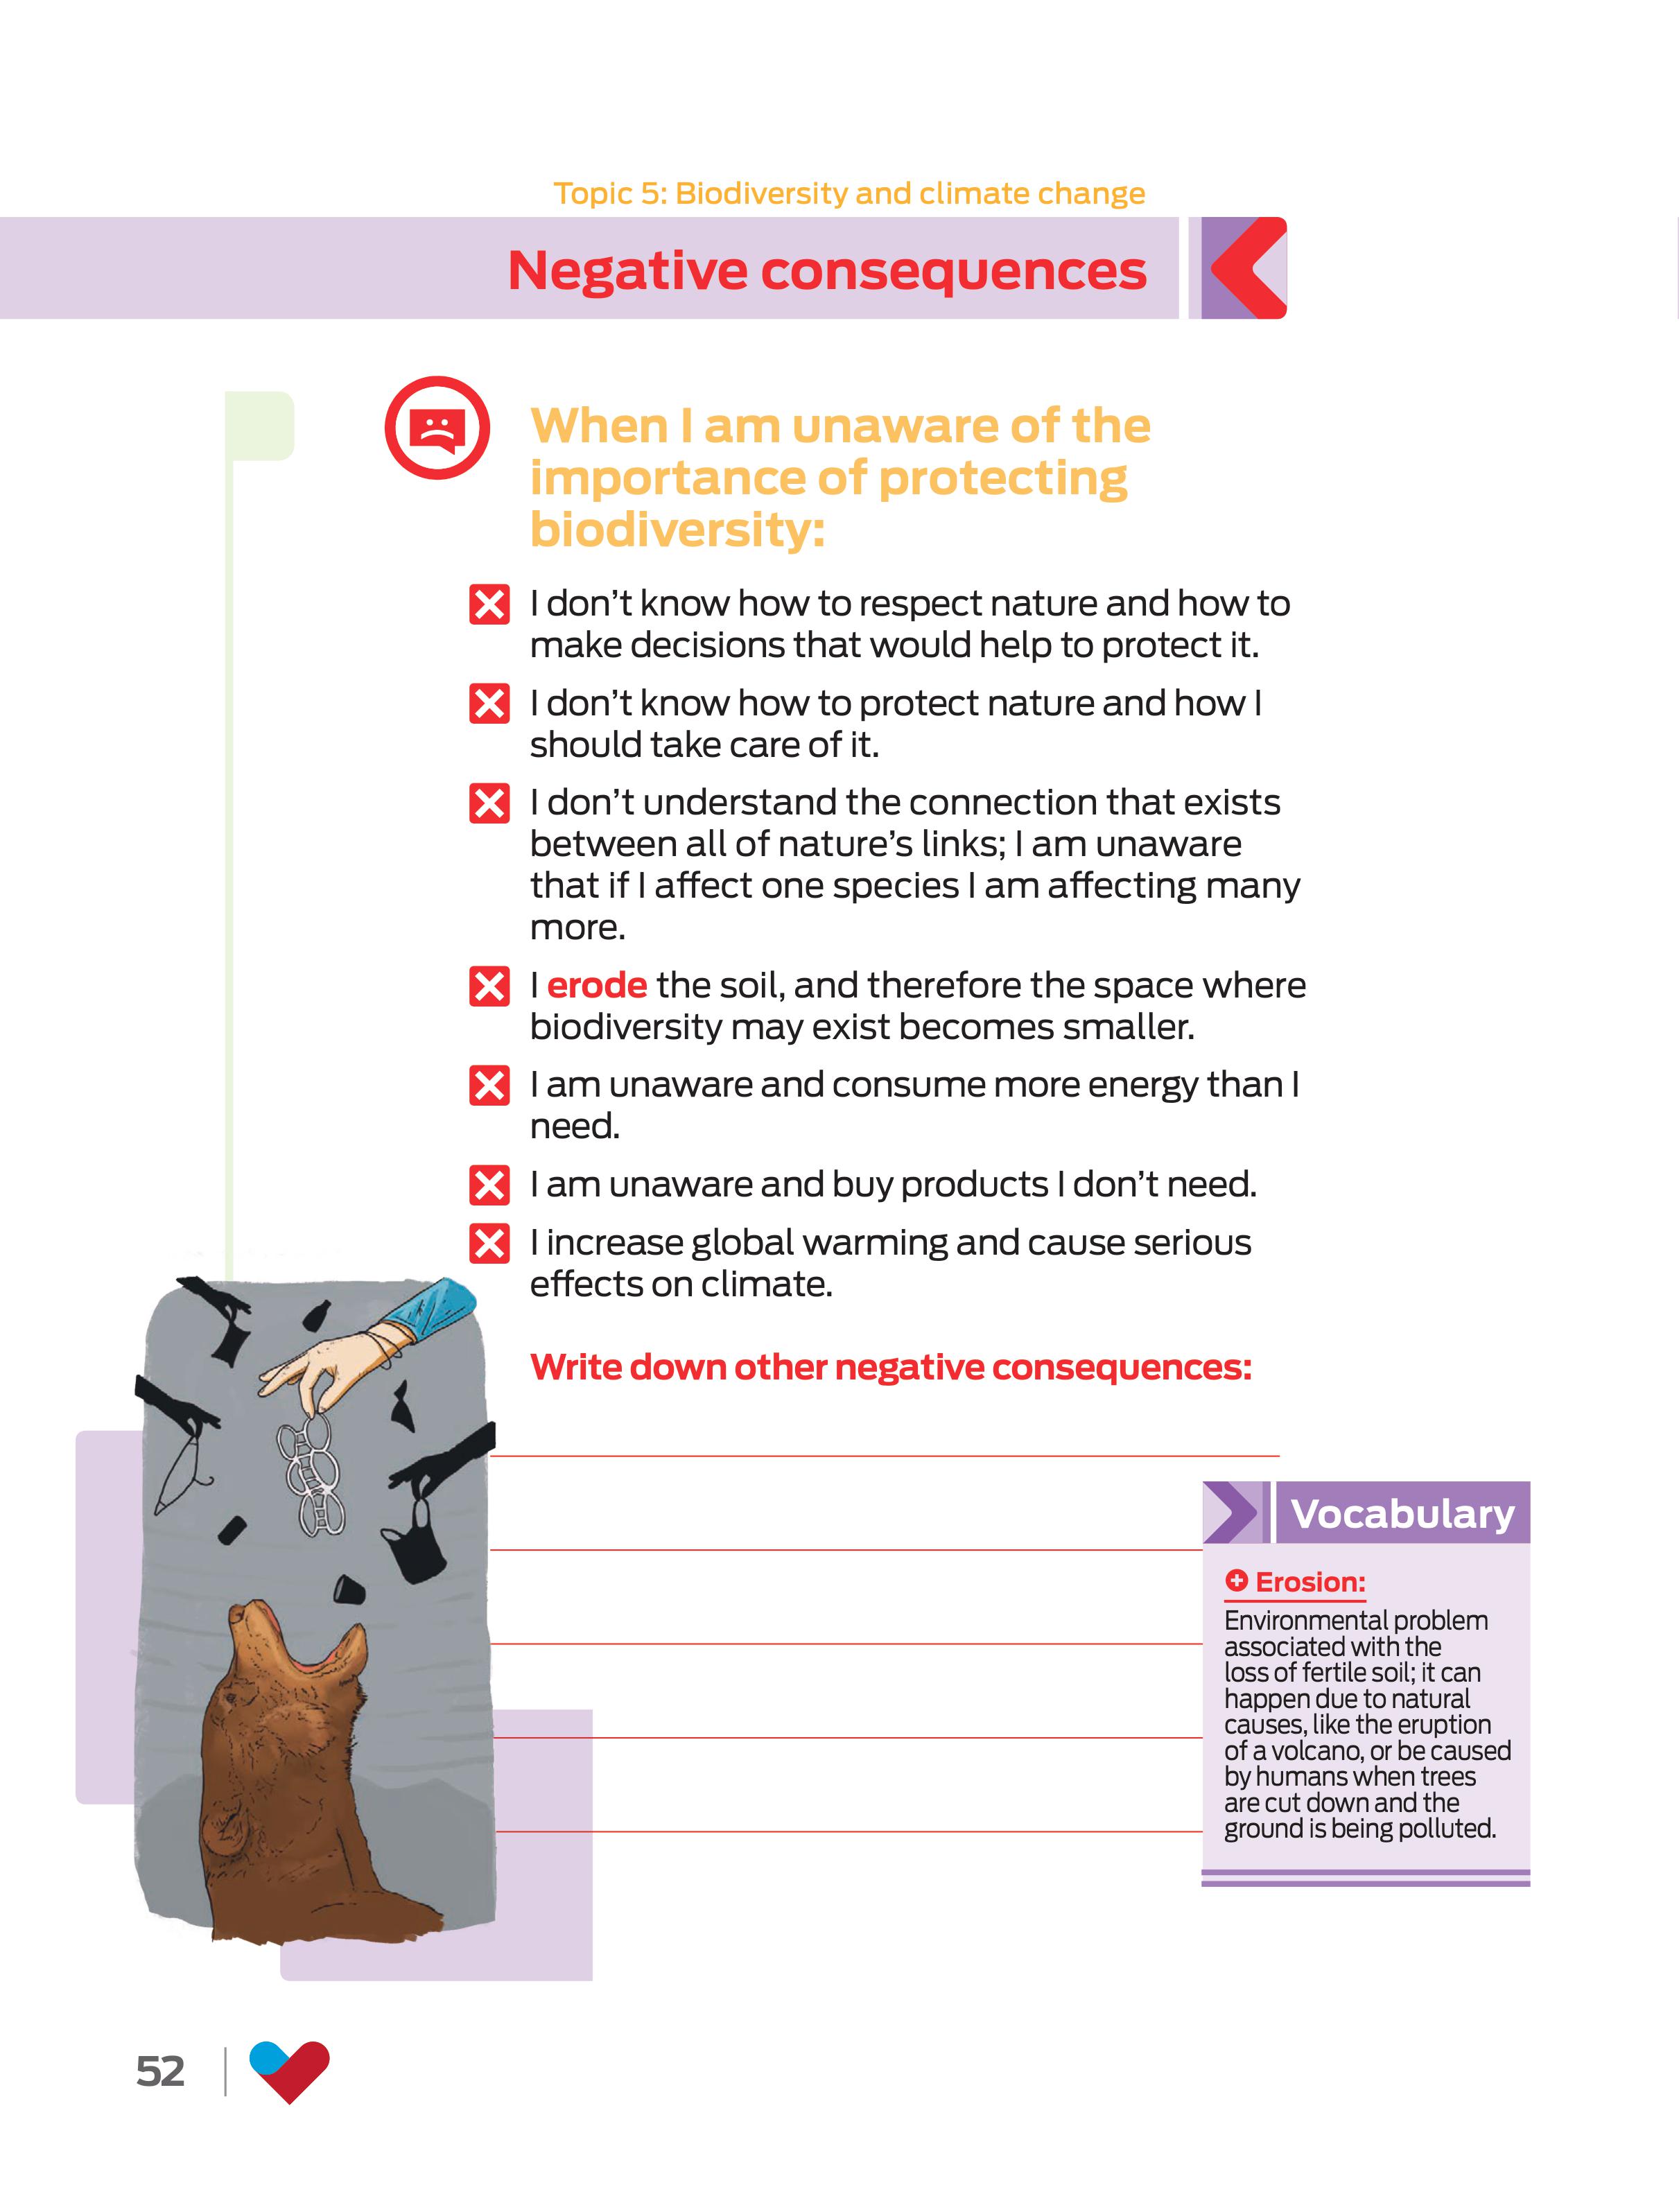 Topic 5: Biodiversity and climate change
Negative consequences
When I am unaware of the
importance of protecting
biodiversity:
I don’t know how to respect nature and how to
make decisions that would help to protect it.
I don’t know how to protect nature and how I
should take care of it.
I don’t understand the connection that exists
between all of nature’s links; I am unaware
that if I affect one species I am affecting many
more.
I erode the soil, and therefore the space where
biodiversity may exist becomes smaller.
I am unaware and consume more energy than I
need.
I am unaware and buy products I don’t need.
I increase global warming and cause serious
effects on climate.
Write down other negative consequences:
Vocabulary
Erosion:
Environmental problem
associated with the
loss of fertile soil; it can
happen due to natural
causes, like the eruption
of a volcano, or be caused
by humans when trees
are cut down and the
ground is being polluted.
52